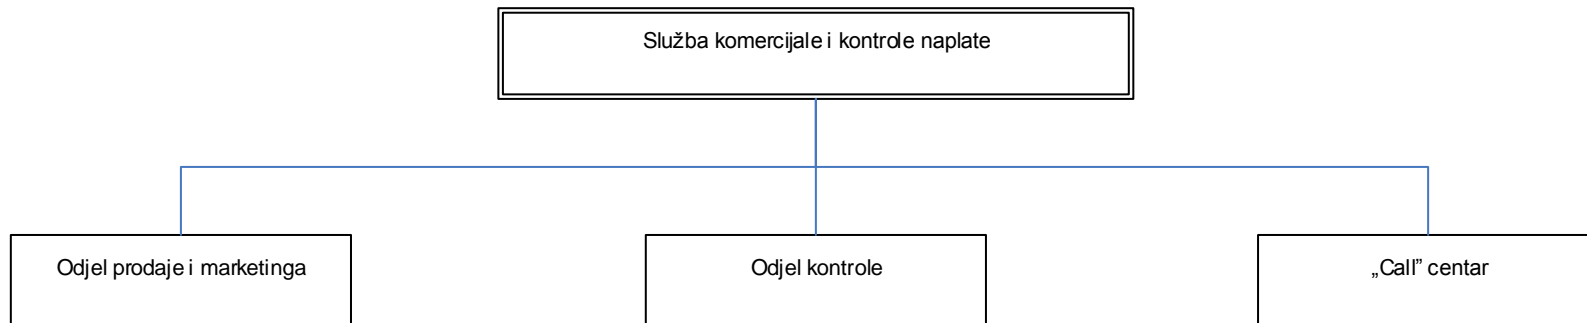 Služba komercijale i kontrole naplate
Odjel prodaje i marketinga
Odjel kontrole
„Call” centar